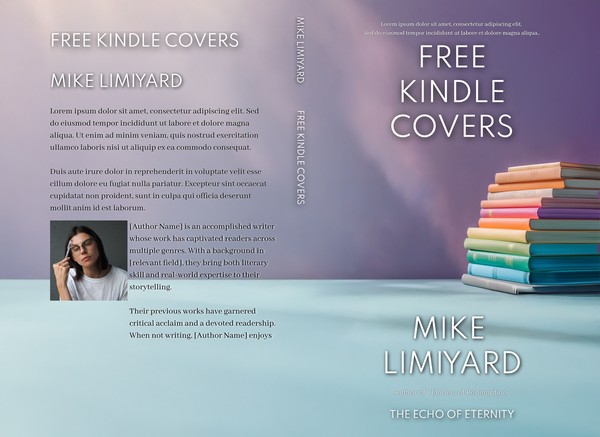 FREE KINDLE COVERS
MIKE LIMIYARD
Lorem ipsum dolor sit amet, consectetur adipiscing elit. Sed
do eiusmod tempor incididunt ut labore et dolore magna
aliqua. Ut enim ad minim veniam, quis nostrud exercitation
ullamco laboris nisi ut aliquip ex ea commodo consequat.
Duis aute irure dolor in reprehenderit in voluptate velit esse
cillum dolore eu fugiat nulla pariatur. Excepteur sint occaecat
cupidatat non proident, sunt in culpa qui officia deserunt
mollit anim id est laborum.
[Author Name] is an accomplished writer
whose work has captivated readers across
multiple genres. With a background in
[relevant field], they bring both literary
skill and real-world expertise to their
storytelling.
Their previous works have garnered
critical acclaim and a devoted readership.
When not writing, [Author Name] enjoys
MIKE LIMIYARD
FREE KINDLE COVERS
Lorem ipsum dolor sit amet, consectetur adipiscing elit,
sed do eiusmod tempor incididunt ut labore et dolore magna aliqua..
FREE
KINDLE
COVERS
MIKE
LIMIYARD
THE ECHO OF ETERNITY